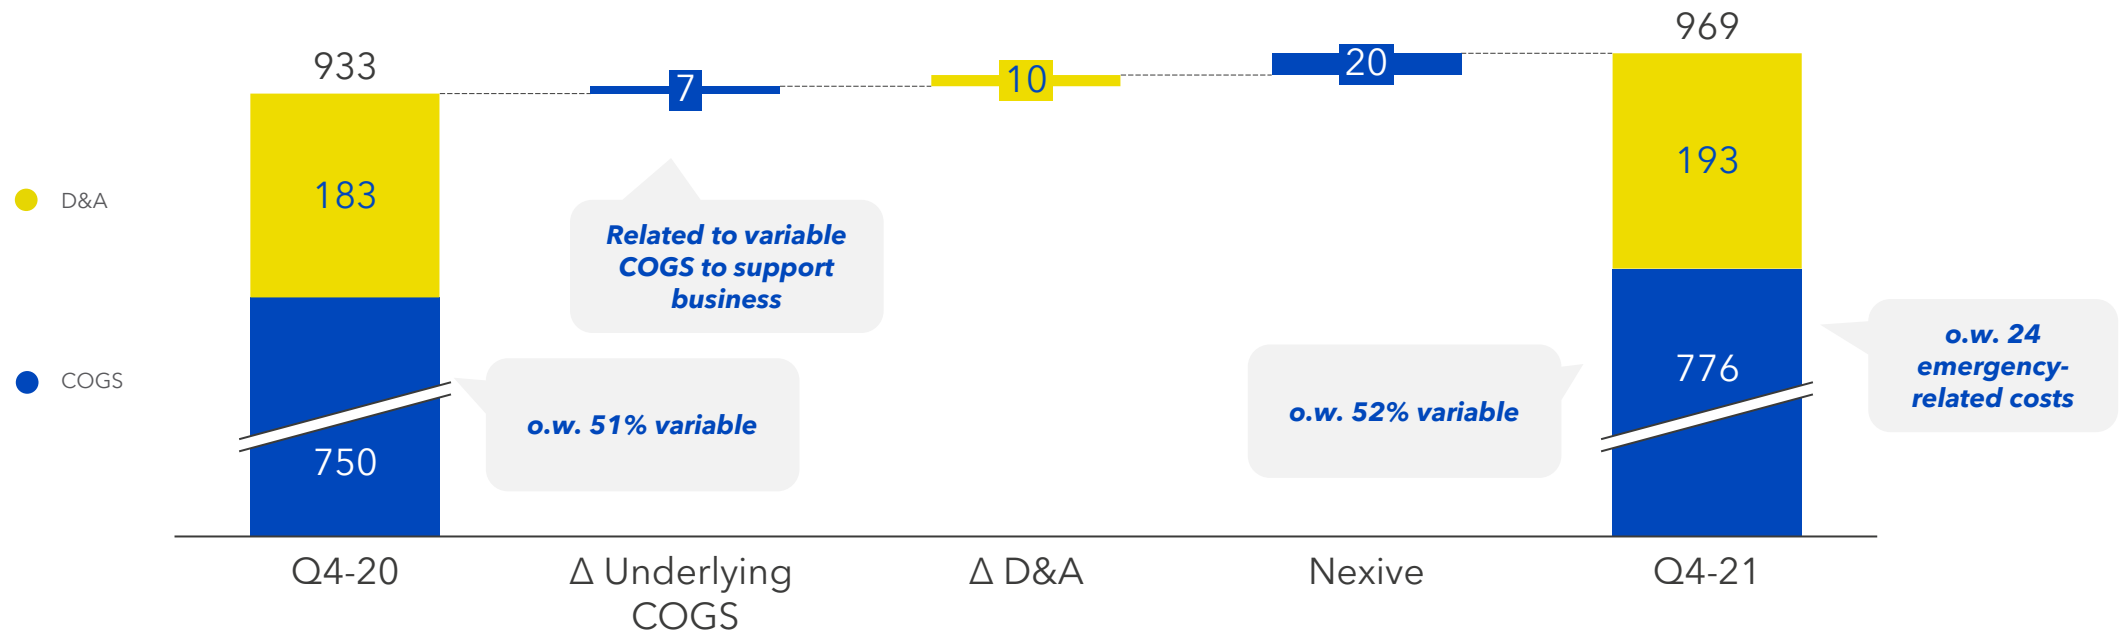 933
7
10
20
969
183
193
D&A
Related to variable
COGS to support
business
COGS
o.w. 51% variable
750
o.w. 52% variable
776
o.w. 24
emergency-
related costs
Q4-20
Δ Underlying
COGS
Δ D&A
Nexive
Q4-21